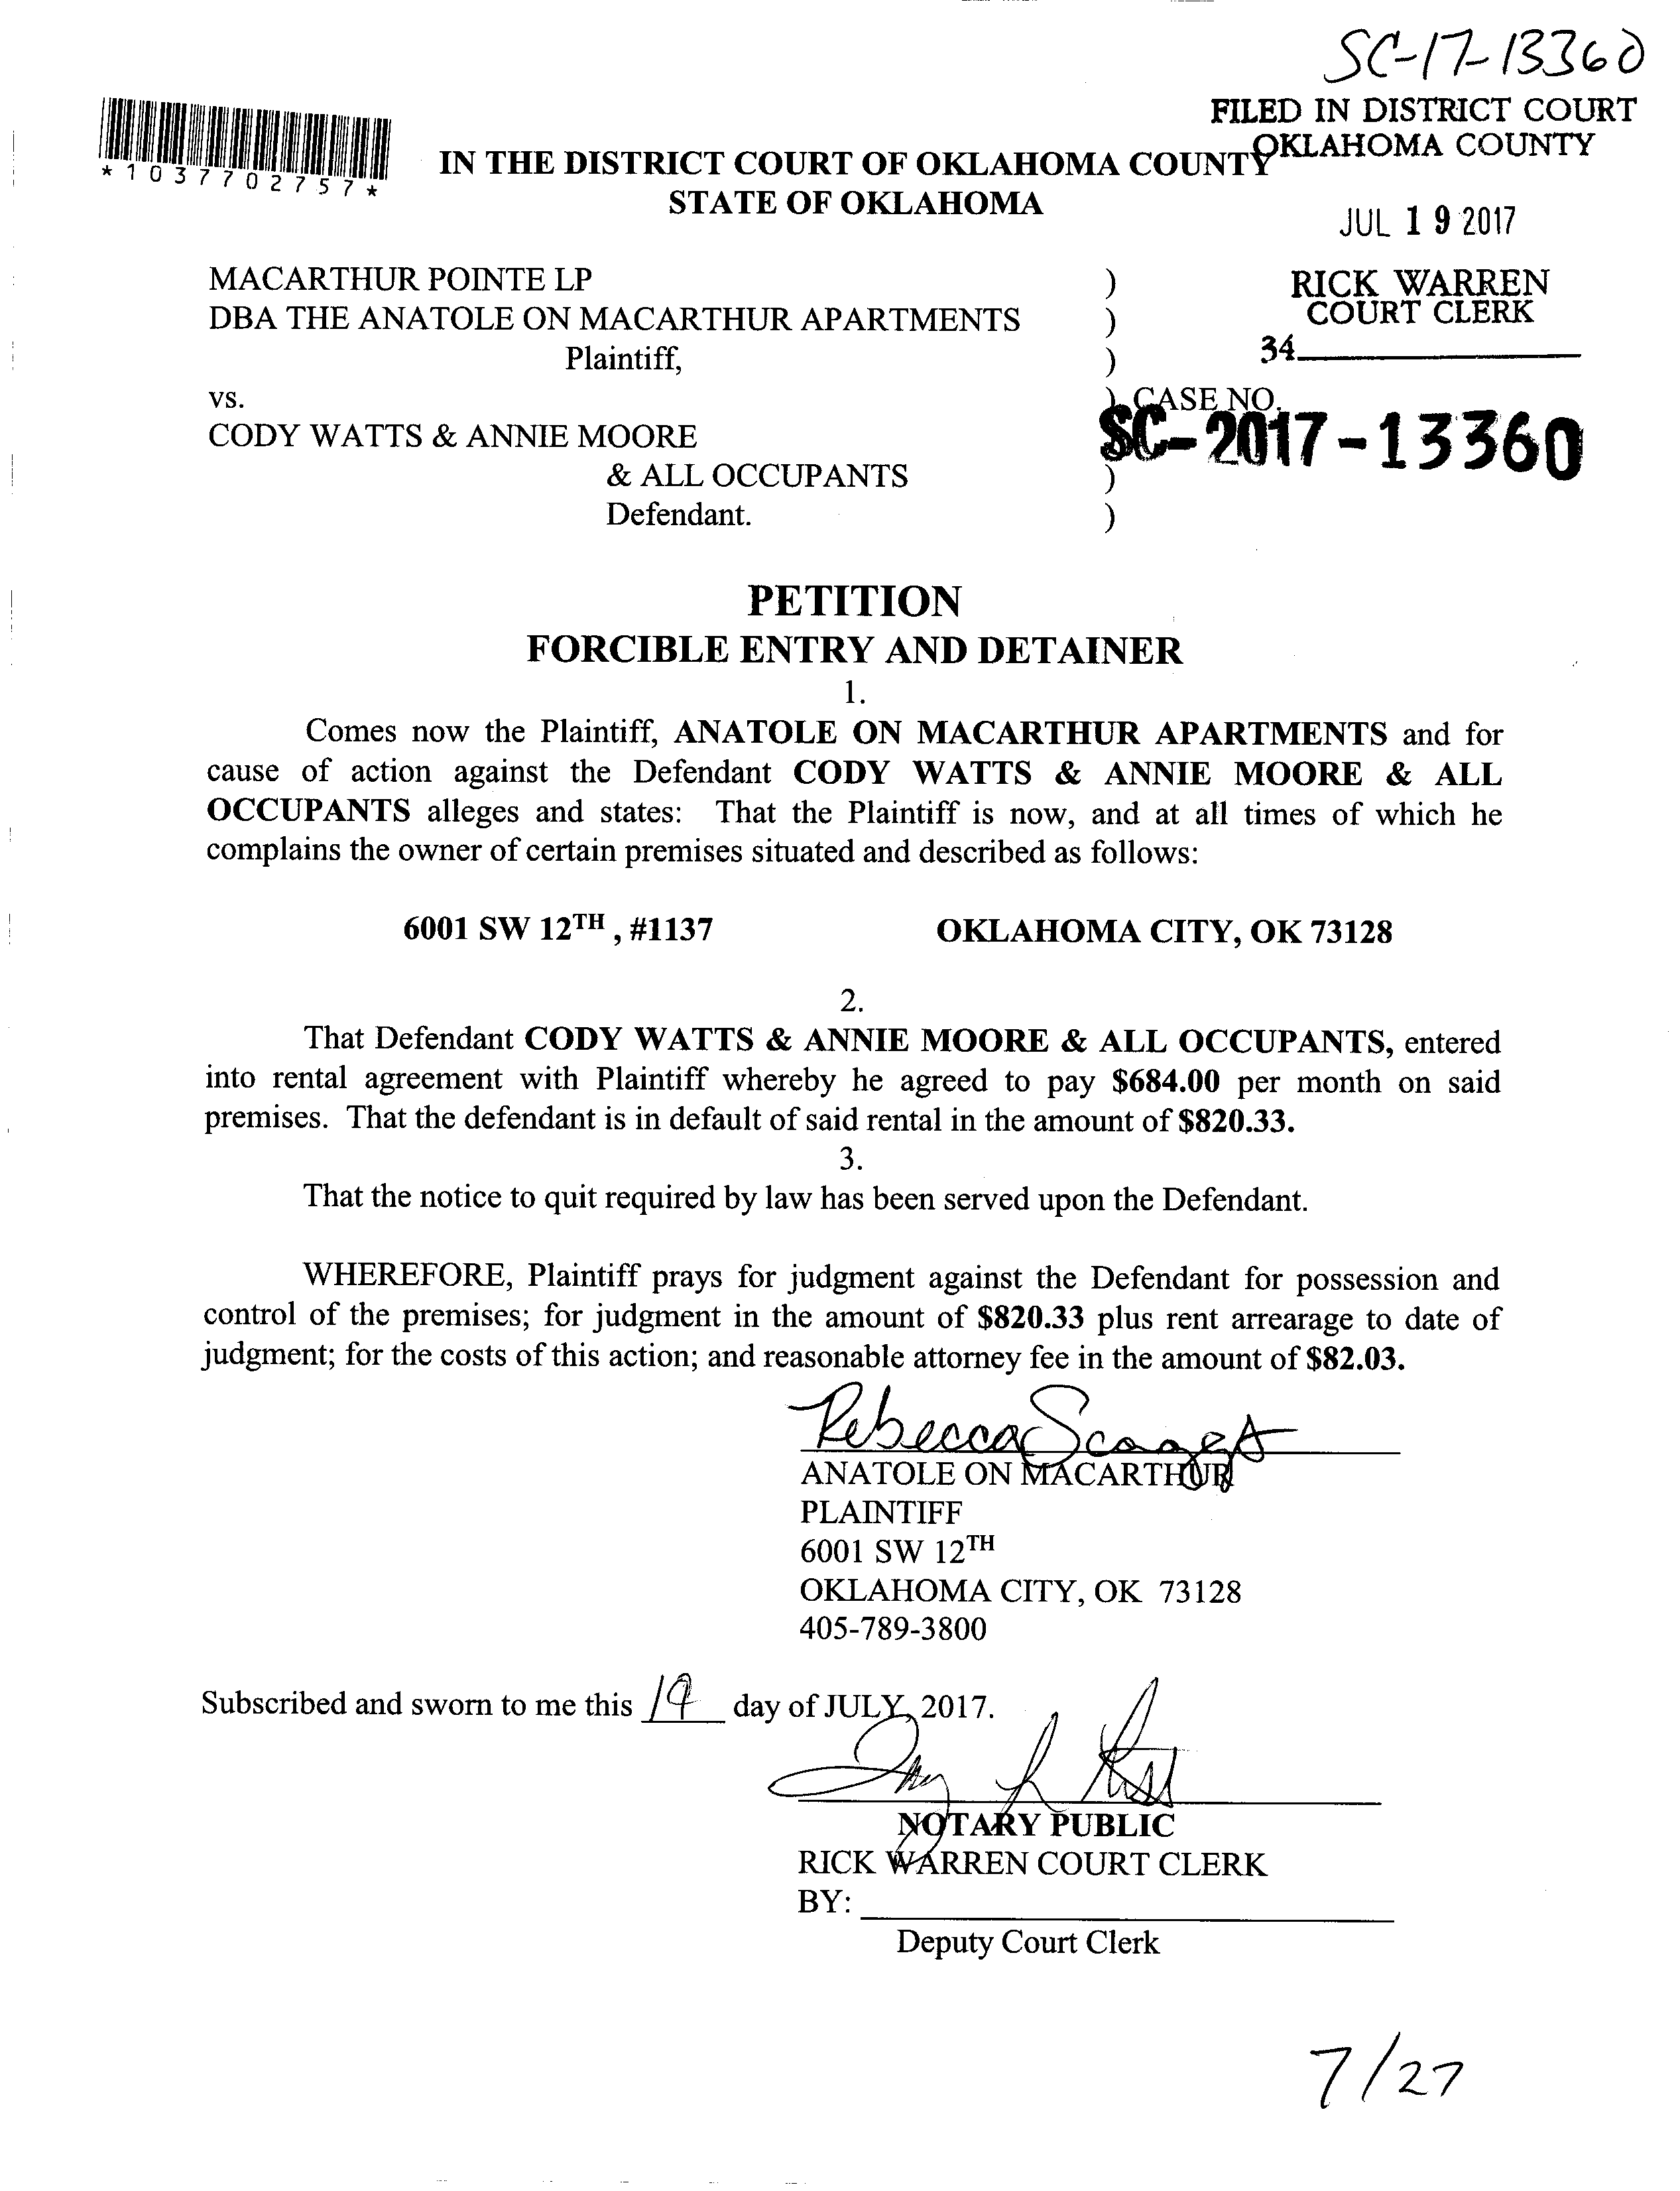 SC-17-13360
FILED IN DISTRICT COURT
OKLAHOMA COUNTY
*1037702757*
IN THE DISTRICT COURT OF OKLAHOMA COUNTY
STATE OF OKLAHOMA
JUL 19 2017
MACARTHUR POINTE LP )
DBA THE ANATOLE ON MACARTHUR APARTMENTS )
Plaintiff, )
RICK WARREN
COURT CLERK
34
vs. ) CASE NO.
CODY WATTS & ANNIE MOORE
SC-2017-13360
& ALL OCCUPANTS )
Defendant. )
PETITION
FORCIBLE ENTRY AND DETAINER
1.
Comes now the Plaintiff, ANATOLE ON MACARTHUR APARTMENTS and for
cause of action against the Defendant CODY WATTS & ANNIE MOORE & ALL
OCCUPANTS alleges and states: That the Plaintiff is now, and at all times of which he
complains the owner of certain premises situated and described as follows:
6001 SW 12TH , #1137 OKLAHOMA CITY, OK 73128
2.
That Defendant CODY WATTS & ANNIE MOORE & ALL OCCUPANTS, entered
into rental agreement with Plaintiff whereby he agreed to pay $684.00 per month on said
premises. That the defendant is in default of said rental in the amount of $820.33.
3.
That the notice to quit required by law has been served upon the Defendant.
WHEREFORE, Plaintiff prays for judgment against the Defendant for possession and
control of the premises; for judgment in the amount of $820.33 plus rent arrearage to date of
judgment; for the costs of this action; and reasonable attorney fee in the amount of $82.03.
Rebecca
ANATOLE ON MACARTHUR
PLAINTIFF
6001 SW 12TH
OKLAHOMA CITY, OK 73128
405-789-3800
Subscribed and sworn to me this 19 day of JULY, 2017.
NOTARY PUBLIC
RICK WARREN COURT CLERK
BY:
Deputy Court Clerk
7/27